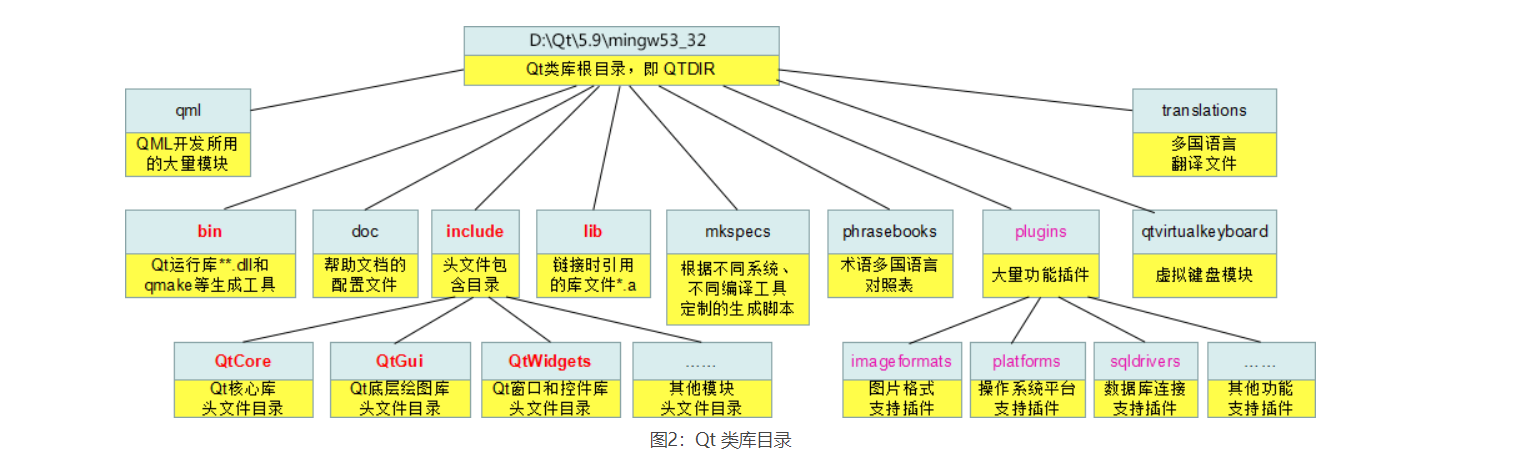 D:\Qt\5.9\mingw53_32
Qt类库根目录，即 QTDIR
qml
QML开发所用
的大量模块
translations
多国语言
翻译文件
bin
Qt运行库**.dll和
qmake等生成工具
doc
帮助文档的
配置文件
include
头文件包
含目录
lib
链接时引用
的库文件*.a
mkspecs
根据不同系统、
不同编译工具
定制的生成脚本
phrasebooks
术语多国语言
对照表
plugins
大量功能插件
qtvirtualkeyboard
虚拟键盘模块
QtCore
Qt核心库
头文件目录
QtGui
Qt底层绘图库
头文件目录
QtWidgets
Qt窗口和控件库
头文件目录
……
其他模块
头文件目录
imageformats
图片格式
支持插件
platforms
操作系统平台
支持插件
sqldrivers
数据库连接
支持插件
……
其他功能
支持插件
图2：Qt 类库目录